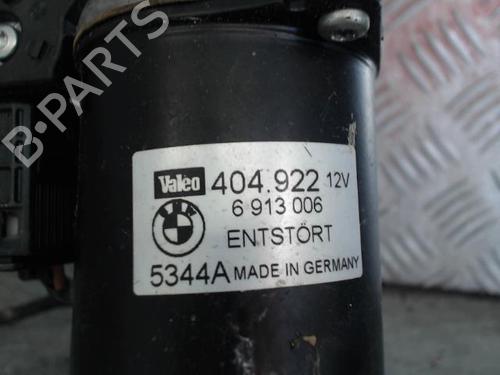 B-PARTS
Valeo 404.922 12V
6 913 006
ENTSTÖRT
5344A MADE IN GERMANY